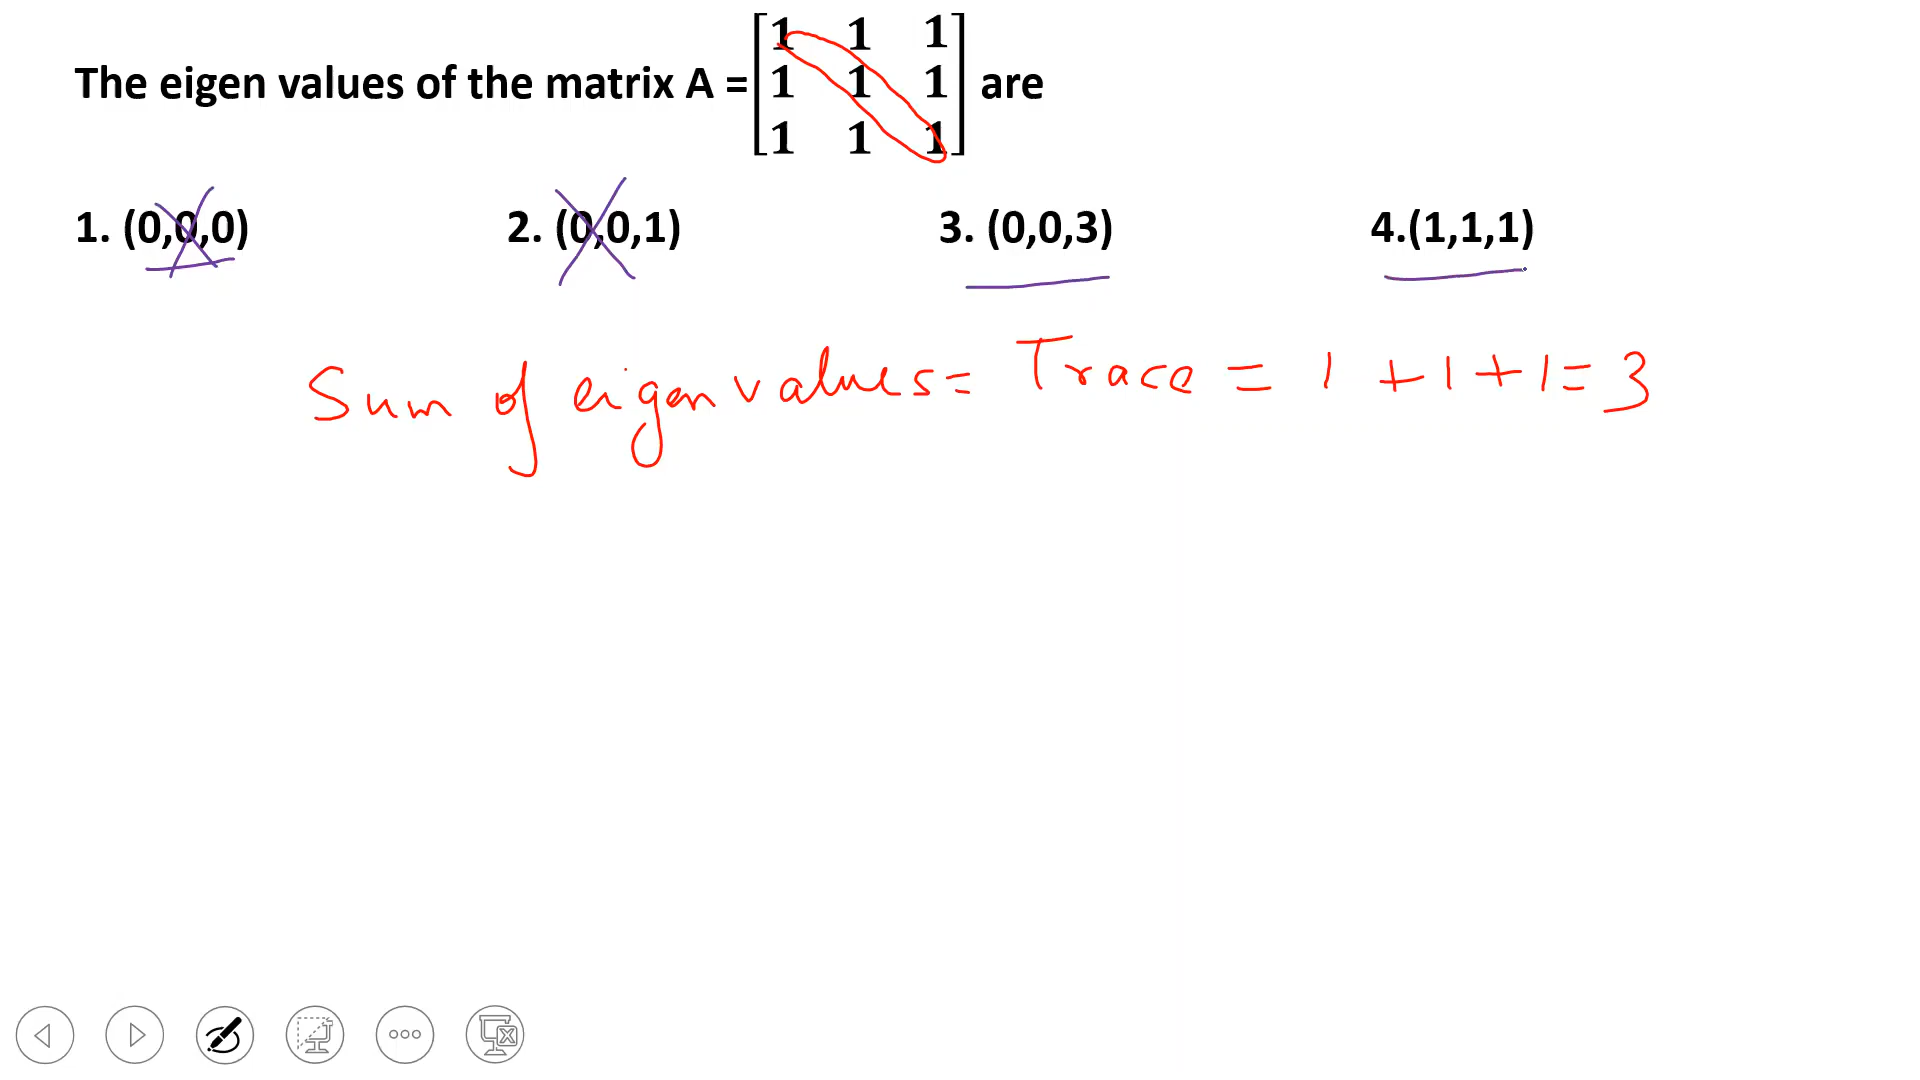 The eigen values of the matrix A = [1 1 1
1 1 1
1 1 1] are
1. (0,0,0) 2. (0,0,1) 3. (0,0,3) 4.(1,1,1)
Sum of eigen values = Trace = 1 + 1 + 1 = 3